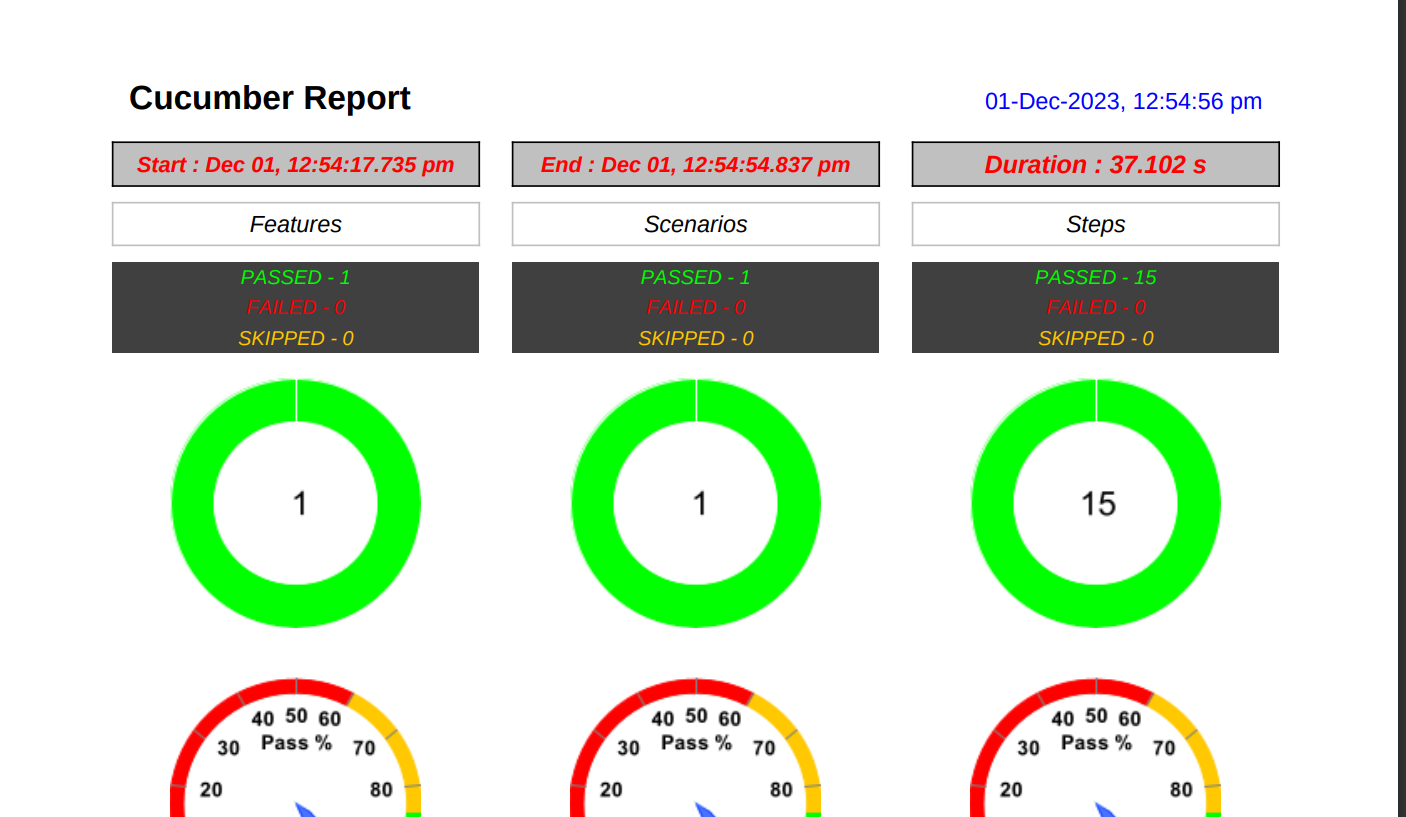 Cucumber Report
01-Dec-2023, 12:54:56 pm
Start : Dec 01, 12:54:17.735 pm
End : Dec 01, 12:54:54.837 pm
Duration : 37.102 s
Features
Scenarios
Steps
PASSED - 1
FAILED - 0
SKIPPED - 0
PASSED - 1
FAILED - 0
SKIPPED - 0
PASSED - 15
FAILED - 0
SKIPPED - 0
1
1
15
40 50 60
Pass %
30 70
20 80
40 50 60
Pass %
30 70
20 80
40 50 60
Pass %
30 70
20 80